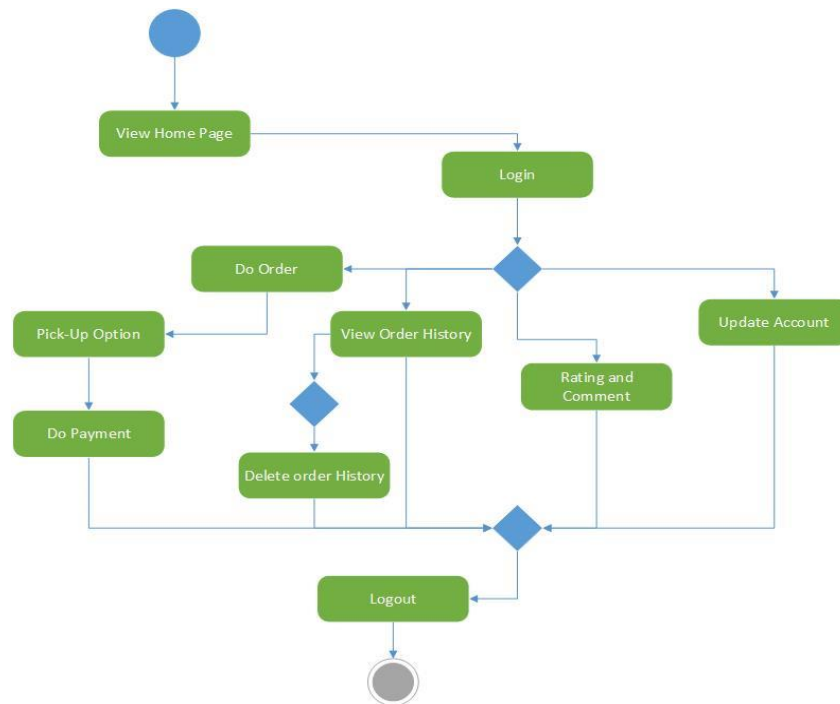 View Home Page
Login
Do Order
Pick-Up Option
View Order History
Update Account
Rating and
Comment
Do Payment
Delete order History
Logout